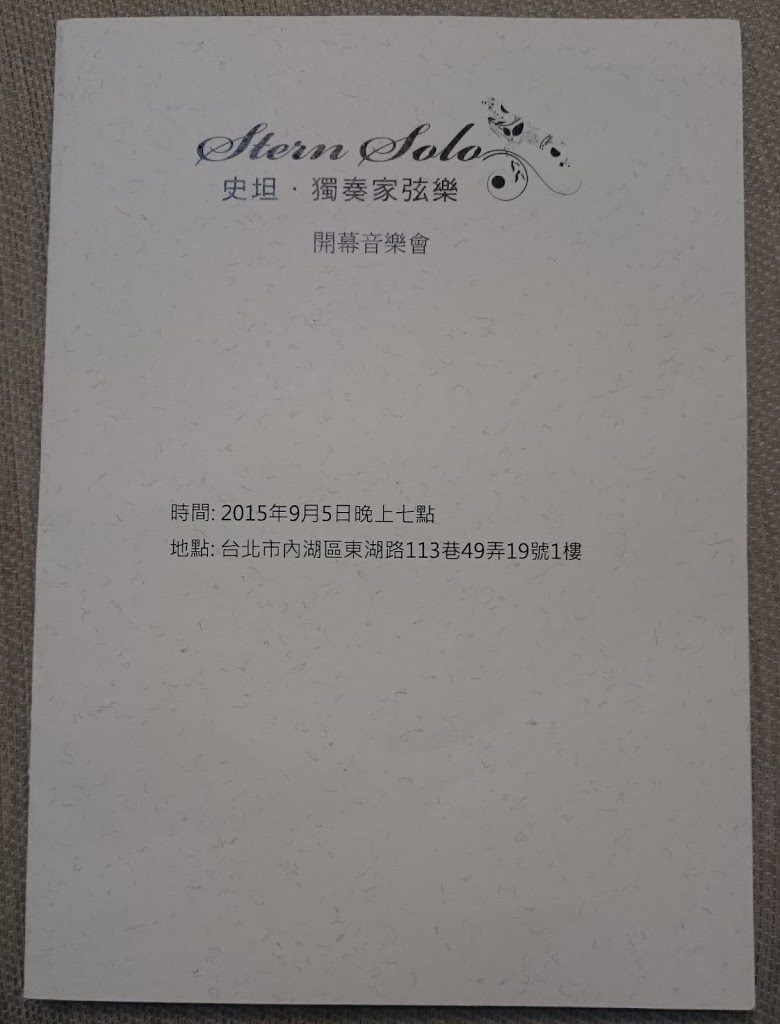 Stern Solo
史坦·獨奏家弦樂
開幕音樂會
時間: 2015年9月5日晚上七點
地點: 台北市內湖區東湖路113巷49弄19號1樓